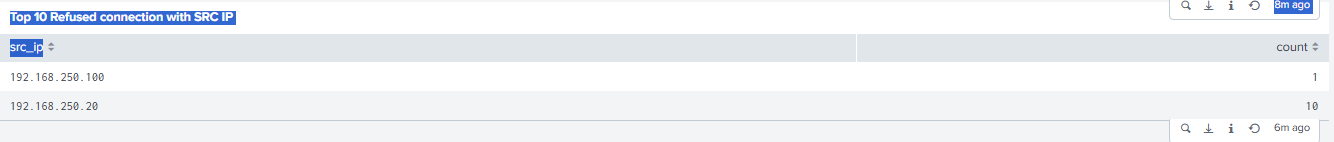 Top 10 Refused connection with SRC IP
8m ago
src_ip count
192.168.250.100 1
192.168.250.20 10
6m ago